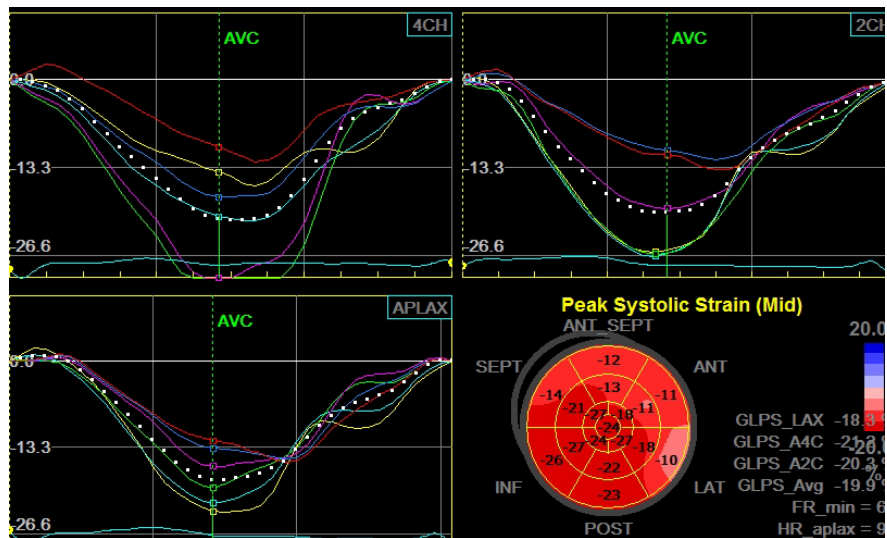 4CH
2CH
AVC
AVC
0.0
0.0
-13.3
-13.3
-26.6
-26.6
APLAX
AVC
0.0
-13.3
-26.6
Peak Systolic Strain (Mid)
ANT_SEPT
20.0
SEPT
ANT
-12
-13
-14
-21
-27
-18
-11
-11
-24
-26
-27
-24
-27
-18
-10
-22
-23
INF
LAT
POST
GLPS_LAX -18.3
GLPS_A4C
GLPS_A2C -20.3
GLPS_Avg -19.9 %
FR_min = 6
HR_aplax = 9